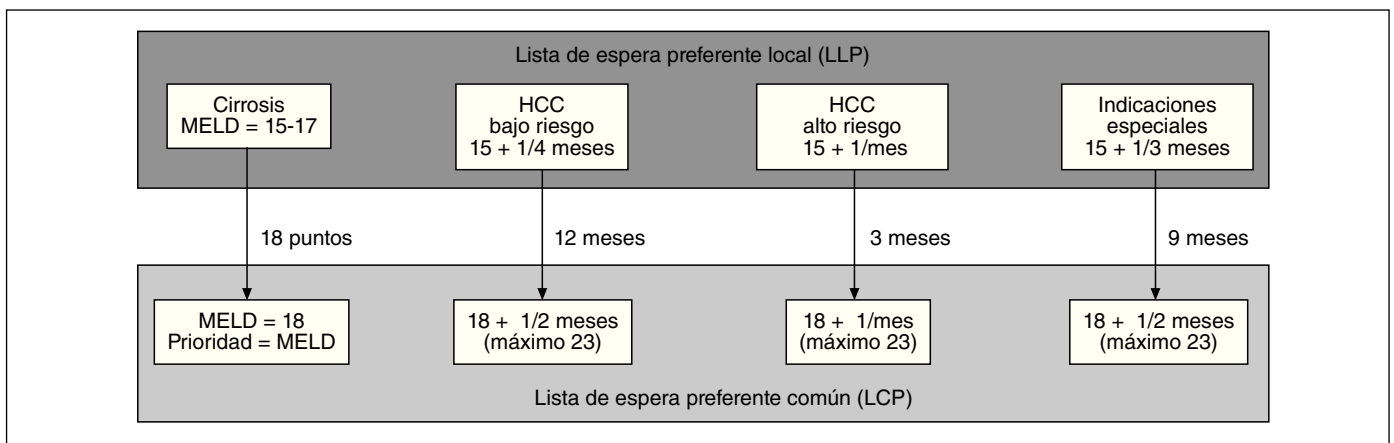 Lista de espera preferente local (LLP)
Cirrosis
MELD = 15-17
HCC
bajo riesgo
15 + 1/4 meses
HCC
alto riesgo
15 + 1/mes
Indicaciones
especiales
15 + 1/3 meses
18 puntos
12 meses
3 meses
9 meses
MELD = 18
Prioridad = MELD
18 + 1/2 meses
(máximo 23)
18 + 1/mes
(máximo 23)
18 + 1/2 meses
(máximo 23)
Lista de espera preferente común (LCP)